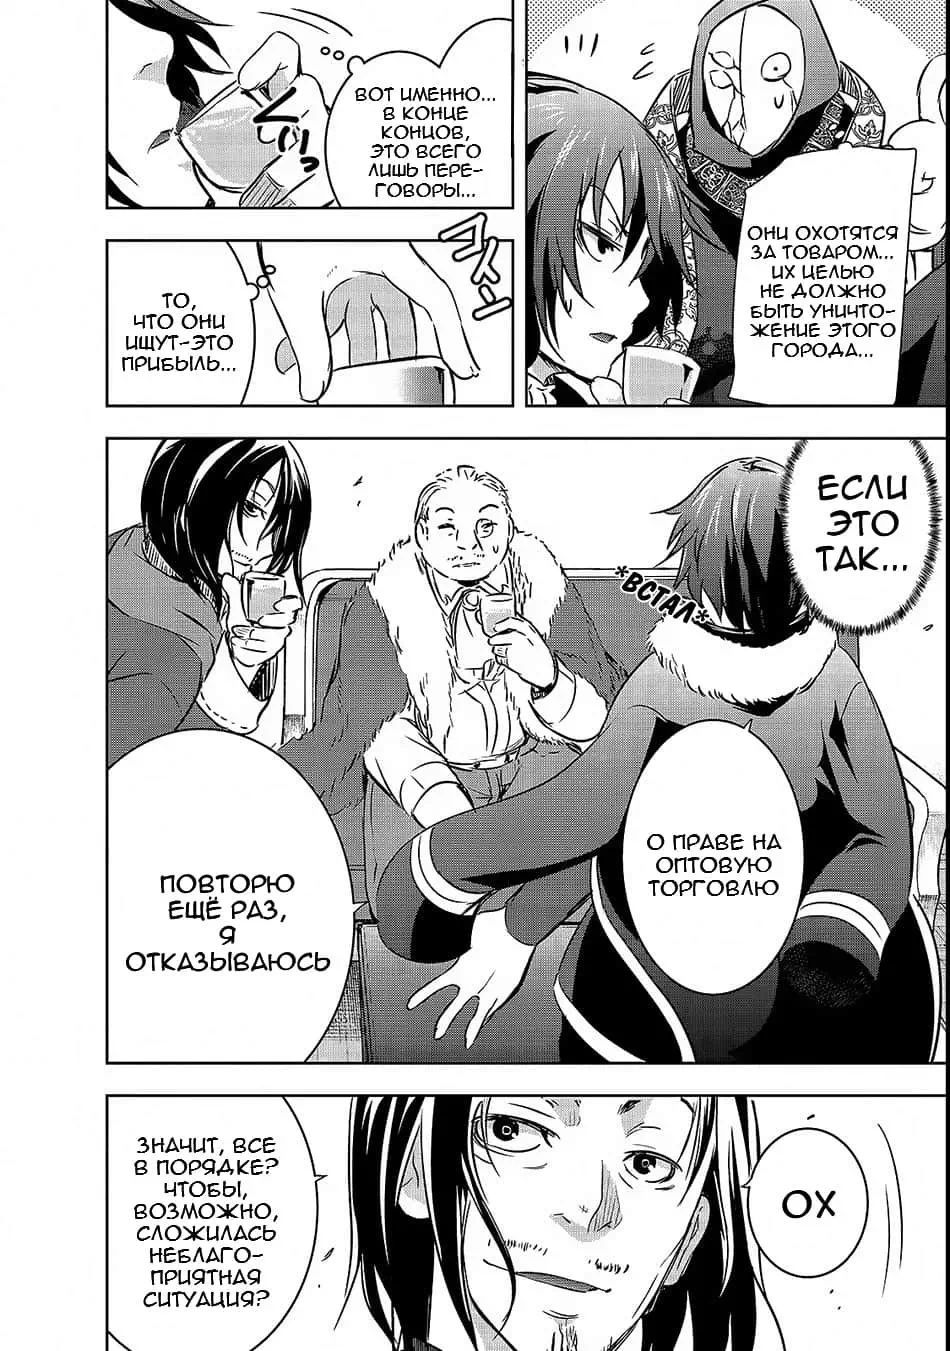 ОНИ ОХОТЯТСЯ
ЗА ТОВАРОМ...
ИХ ЦЕЛЬЮ
НЕ ДОЛЖНО
БЫТЬ УНИЧТО-
ЖЕНИЕ ЭТОГО
ГОРОДА...
ВОТ ИМЕННО...
В КОНЦЕ
КОНЦОВ,
ЭТО ВСЕГО
ЛИШЬ ПЕРЕ-
ГОВОРЫ...
ТО,
ЧТО ОНИ
ИЩУТ-ЭТО
ПРИБЫЛЬ...
ЕСЛИ
ЭТО
ТАК...
*ВСТАЛ*
О ПРАВЕ НА
ОПТОВУЮ
ТОРГОВЛЮ
ПОВТОРЮ
ЕЩЁ РАЗ,
Я
ОТКАЗЫВАЮСЬ
ОХ
ЗНАЧИТ, ВСЕ
В ПОРЯДКЕ?
ЧТОБЫ,
ВОЗМОЖНО,
СЛОЖИЛАСЬ
НЕБЛАГО-
ПРИЯТНАЯ
СИТУАЦИЯ?